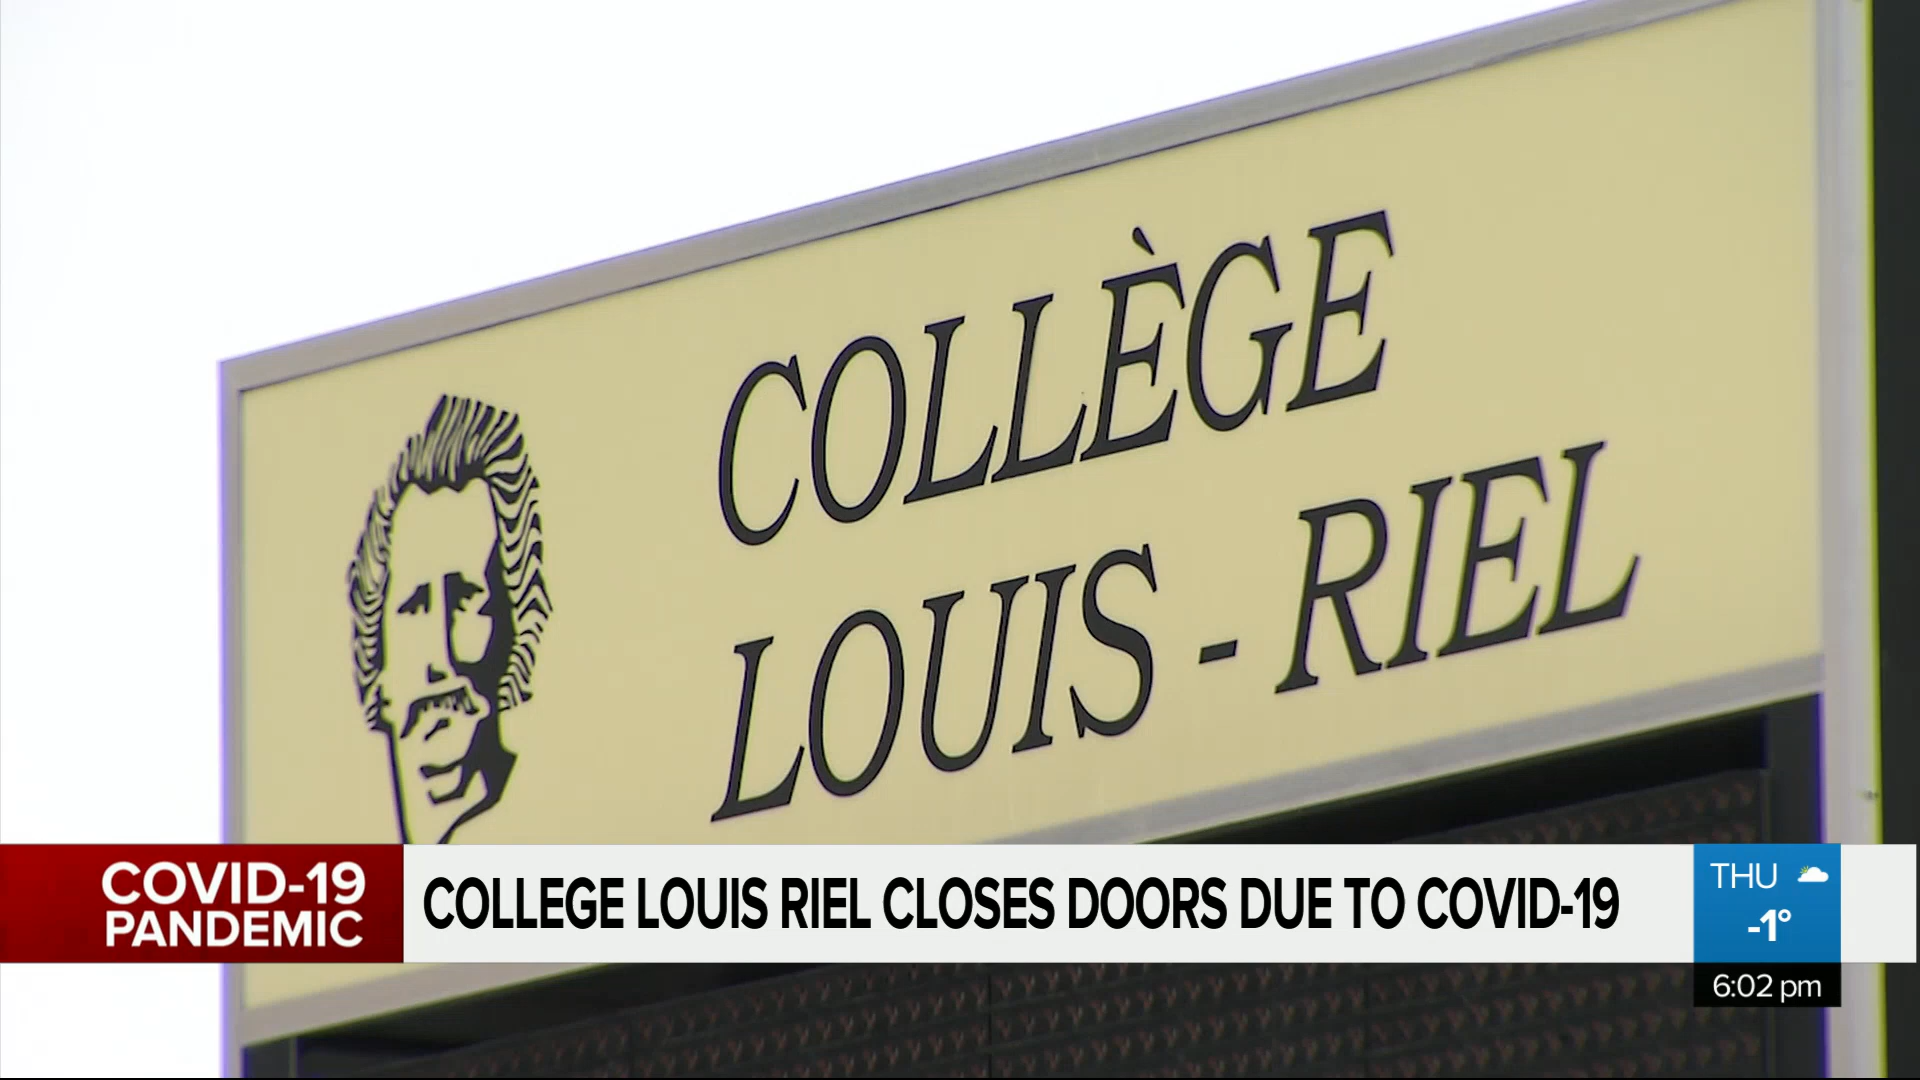 COLLÈGE
LOUIS - RIEL
COVID-19
PANDEMIC
COLLEGE LOUIS RIEL CLOSES DOORS DUE TO COVID-19
THU
-1°
6:02 pm